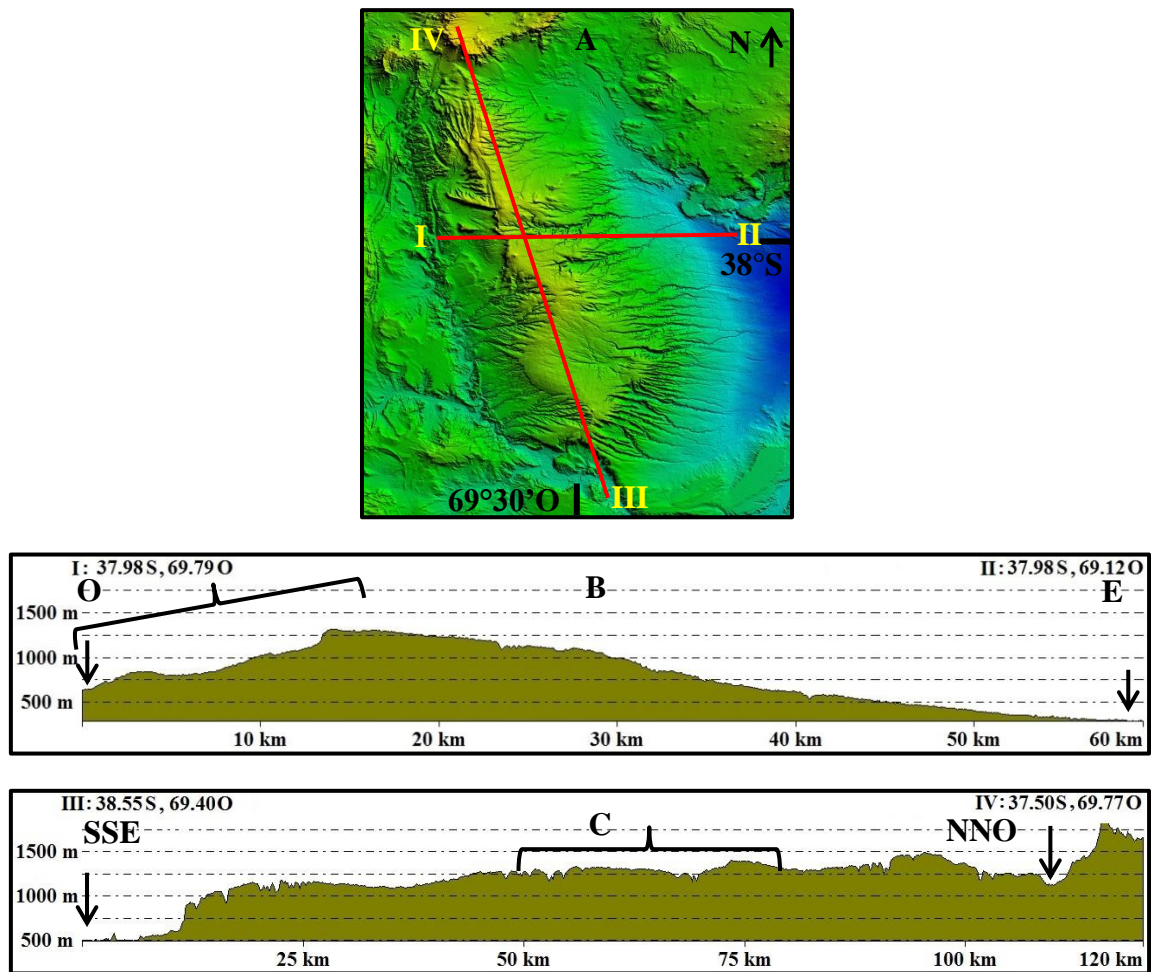 IV
A
N
I
II
38°S
69°30'O
III
I: 37.98 S, 69.79 O
II: 37.98 S, 69.12 O
O
B
E
1500 m
1000 m
500 m
10 km
20 km
30 km
40 km
50 km
60 km
III: 38.55 S, 69.40 O
IV: 37.50 S, 69.77 O
SSE
C
NNO
1500 m
1000 m
500 m
25 km
50 km
75 km
100 km
120 km